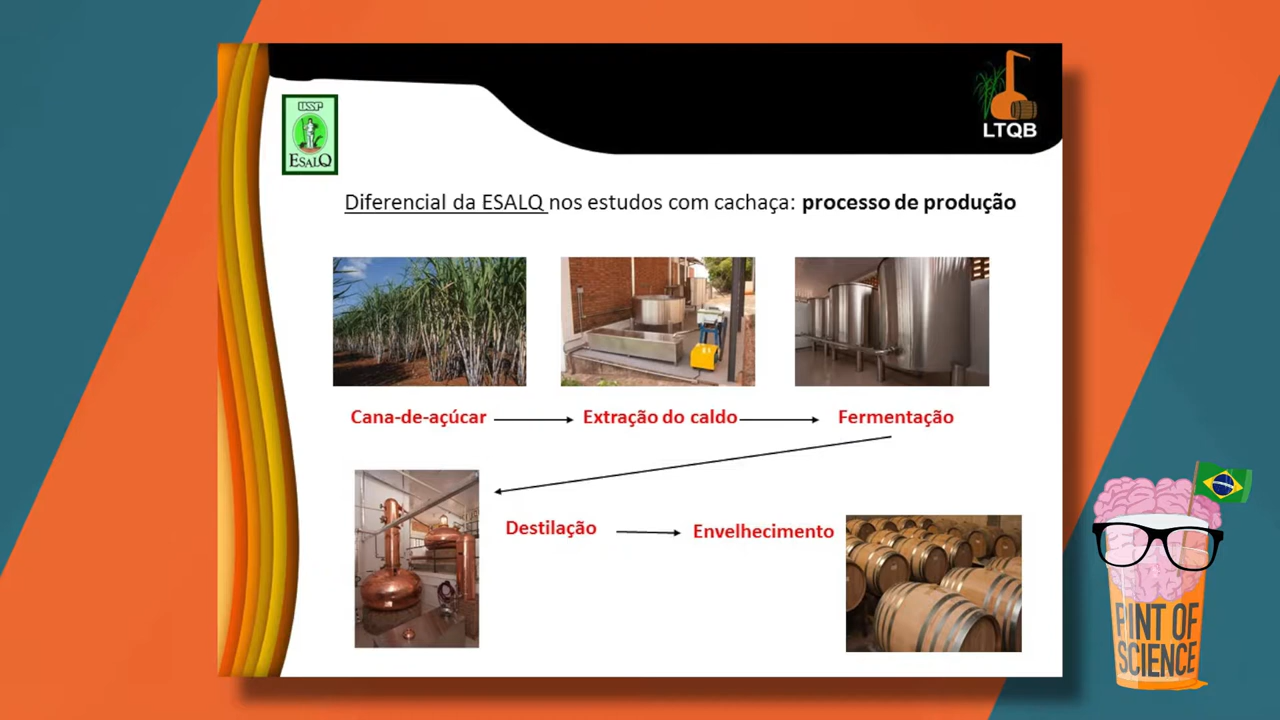 USP
ESALQ
LTQB
Diferencial da ESALQ nos estudos com cachaça: processo de produção
Cana-de-açúcar
Extração do caldo
Fermentação
Destilação
Envelhecimento
PINT OF
SCIENCE